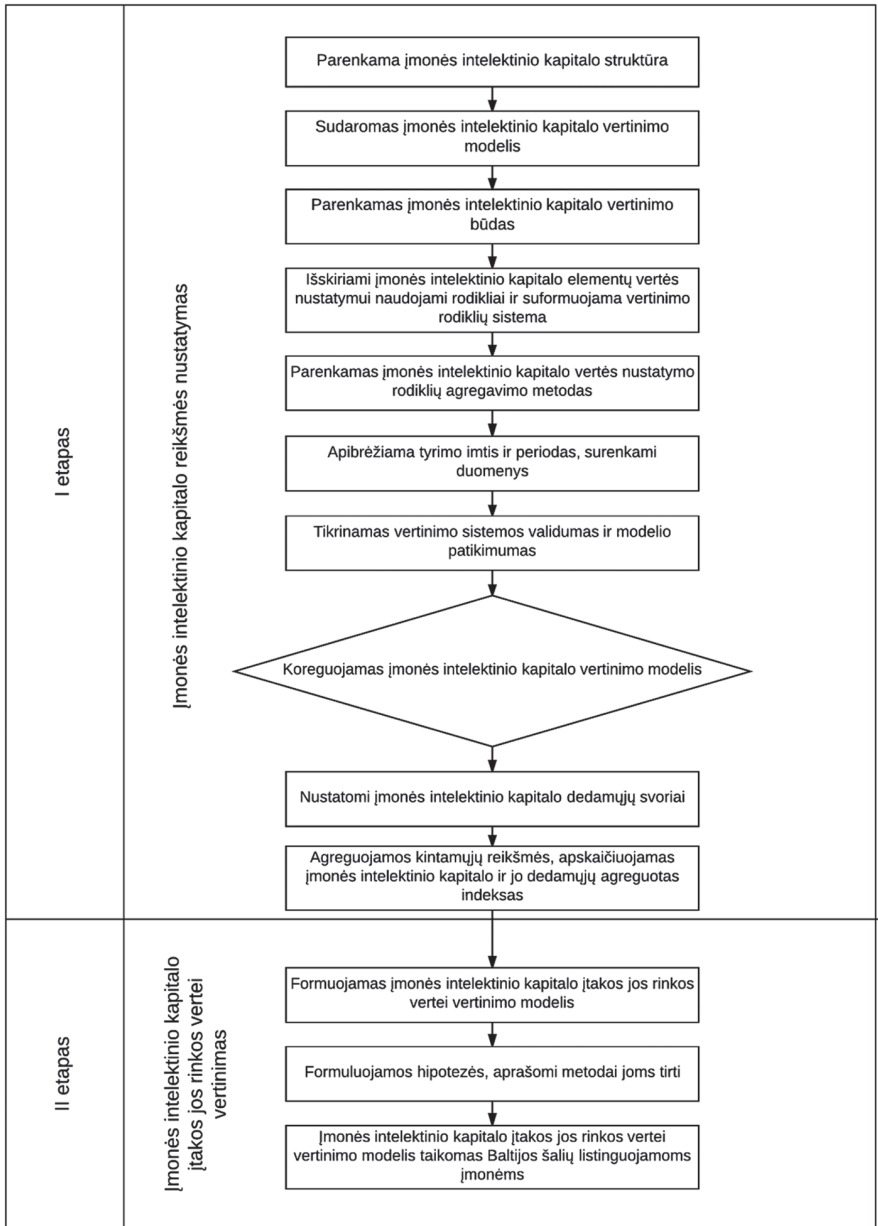 I etapas
Įmonės intelektinio kapitalo reikšmės nustatymas
Parenkama įmonės intelektinio kapitalo struktūra
Sudaromas įmonės intelektinio kapitalo vertinimo
modelis
Parenkamas įmonės intelektinio kapitalo vertinimo
būdas
Išskiriami įmonės intelektinio kapitalo elementų vertės
nustatymui naudojami rodikliai ir suformuojama vertinimo
rodiklių sistema
Parenkamas įmonės intelektinio kapitalo vertės nustatymo
rodiklių agregavimo metodas
Apibrėžiama tyrimo imtis ir periodas, surenkami
duomenys
Tikrinamas vertinimo sistemos validumas ir modelio
patikimumas
Koreguojamas įmonės intelektinio kapitalo vertinimo modelis
Nustatomi įmonės intelektinio kapitalo dedamųjų svoriai
Agreguojamos kintamųjų reikšmės, apskaičiuojamas
įmonės intelektinio kapitalo ir jo dedamųjų agreguotas
indeksas
II etapas
Įmonės intelektinio kapitalo
įtakos jos rinkos vertei
vertinimas
Formuojamas įmonės intelektinio kapitalo įtakos jos rinkos
vertei vertinimo modelis
Formuluojamos hipotezės, aprašomi metodai joms tirti
Įmonės intelektinio kapitalo įtakos jos rinkos vertei
vertinimo modelis taikomas Baltijos šalių listinguojamoms
įmonėms